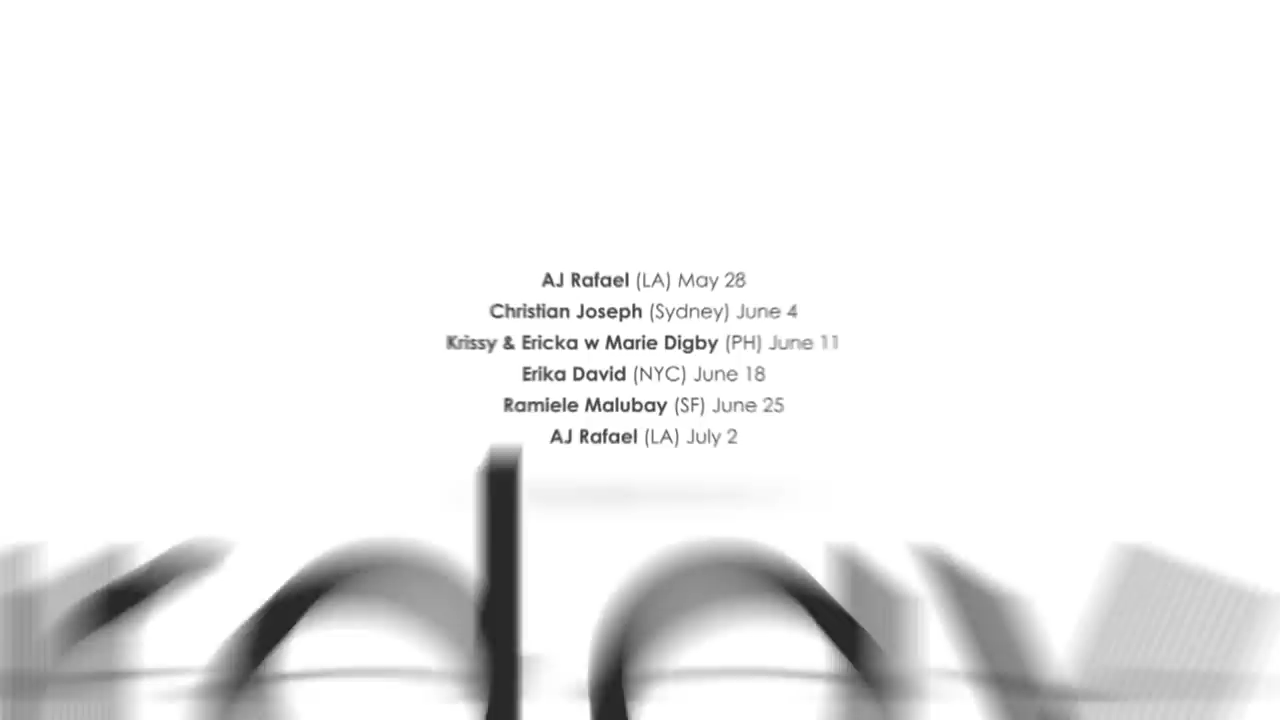 AJ Rafael (LA) May 28
Christian Joseph (Sydney) June 4
Krissy & Ericka w Marie Digby (PH) June 11
Erika David (NYC) June 18
Ramiele Malubay (SF) June 25
AJ Rafael (LA) July 2